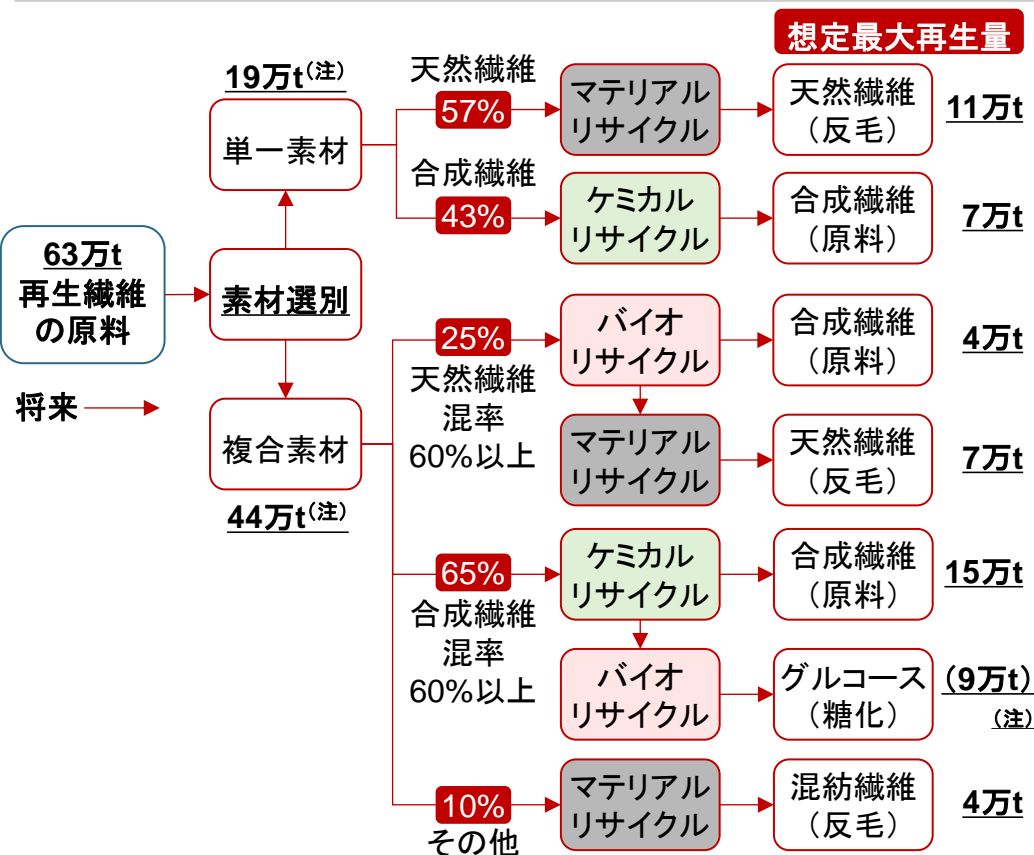 想定最大再生量
19万t(注)
単一素材
天然繊維
57%
マテリアル
リサイクル
天然繊維
（反毛）
11万t
合成繊維
43%
ケミカル
リサイクル
合成繊維
（原料）
7万t
63万t
再生繊維
の原料
素材選別
将来
複合素材
44万t(注)
25%
天然繊維
混率
60%以上
バイオ
リサイクル
合成繊維
（原料）
4万t
マテリアル
リサイクル
天然繊維
（反毛）
7万t
65%
合成繊維
混率
60%以上
ケミカル
リサイクル
合成繊維
（原料）
15万t
バイオ
リサイクル
グルコース
（糖化）
（9万t）
(注)
10%
その他
マテリアル
リサイクル
混紡繊維
（反毛）
4万t